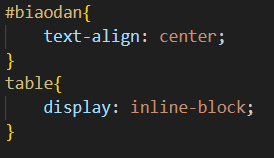 #biaodan{
    text-align: center;
}
table{
    display: inline-block;
}